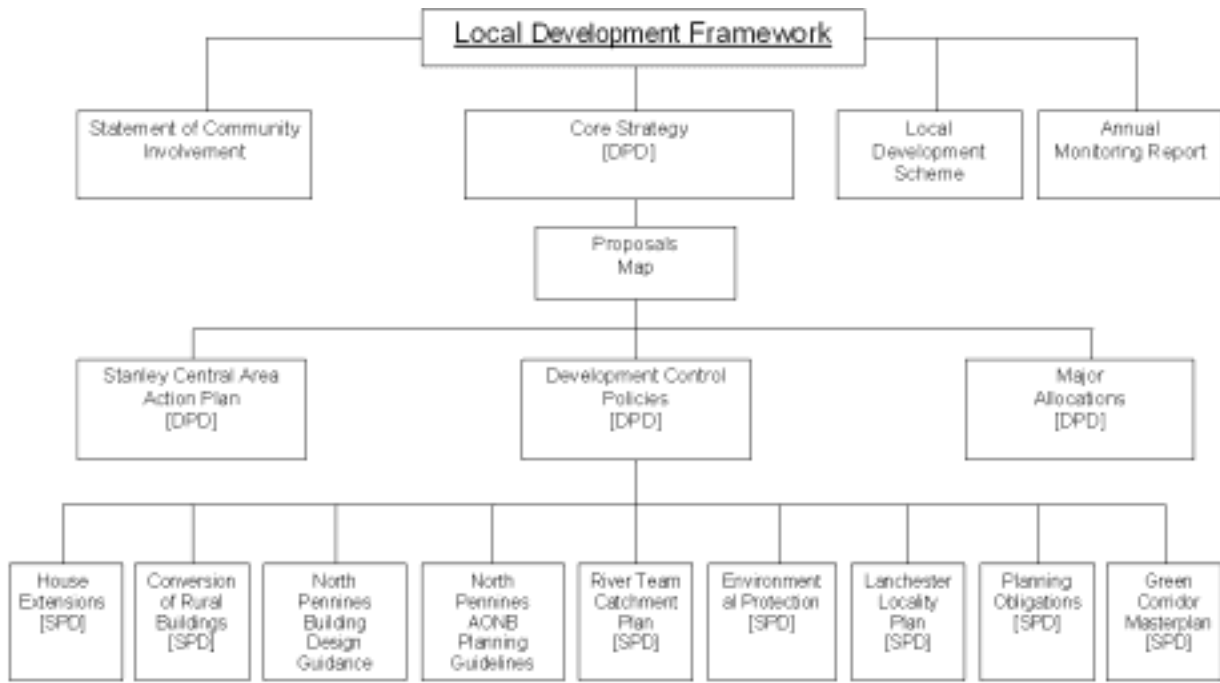 Local Development Framework
Statement of Community
Involvement
Core Strategy
[DPD]
Local
Development
Scheme
Annual
Monitoring Report
Proposals
Map
Stanley Central Area
Action Plan
[DPD]
Development Control
Policies
[DPD]
Major
Allocations
[DPD]
House
Extensions
[SPD]
Conversion
of Rural
Buildings
[SPD]
North
Pennines
Building
Design
Guidance
North
Pennines
AONB
Planning
Guidelines
River Team
Catchment
Plan
[SPD]
Environment
al Protection
[SPD]
Lanchester
Locality
Plan
[SPD]
Planning
Obligations
[SPD]
Green
Corridor
Masterplan
[SPD]